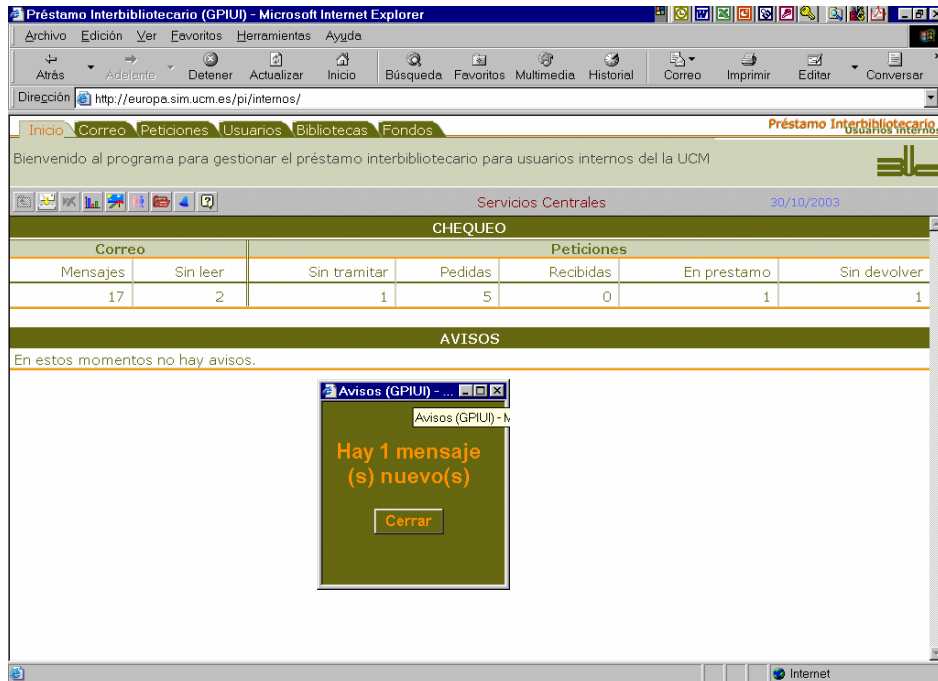 Préstamo Interbibliotecario (GPIUI) - Microsoft Internet Explorer
Archivo Edición Ver Favoritos Herramientas Ayuda
Atrás Adelante Detener Actualizar Inicio Búsqueda Favoritos Multimedia Historial Correo Imprimir Editar Conversar
Dirección http://europa.sim.ucm.es/pi/internos/
Inicio Correo Peticiones Usuarios Bibliotecas Fondos
Préstamo Interbibliotecario
Usuarios internos
Bienvenido al programa para gestionar el préstamo interbibliotecario para usuarios internos del la UCM
Servicios Centrales 30/10/2003
CHEQUEO
Correo Peticiones
Mensajes Sin leer Sin tramitar Pedidas Recibidas En prestamo Sin devolver
17 2 1 5 0 1 1
AVISOS
En estos momentos no hay avisos.
Avisos (GPIUI) - ...
Avisos (GPIUI) - M
Hay 1 mensaje
(s) nuevo(s)
Cerrar
Internet